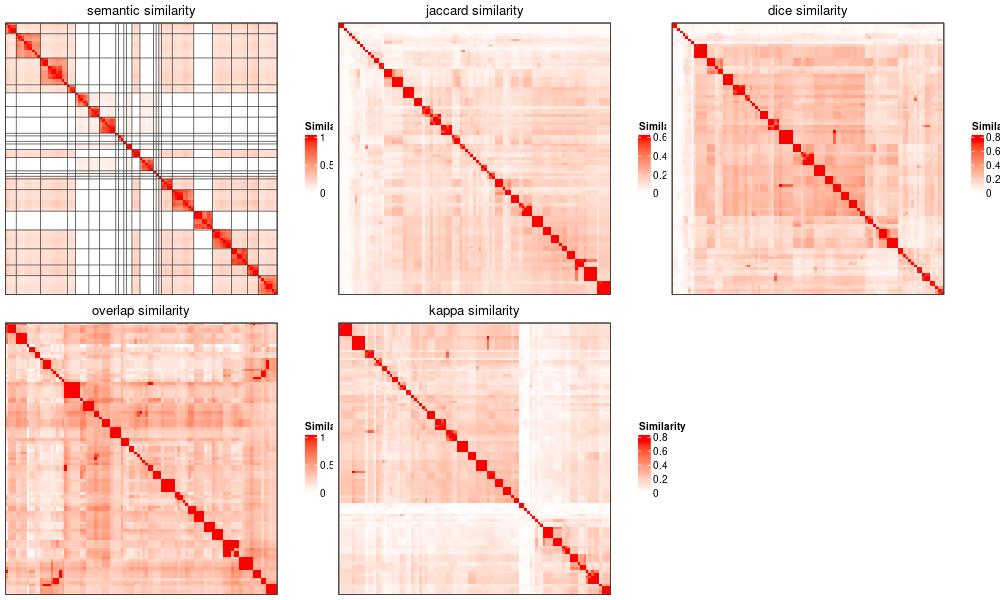 semantic similarity
jaccard similarity
dice similarity
Simila
1
0.5
0
Simila
0.6
0.4
0.2
0
Simila
0.8
0.6
0.4
0.2
0
overlap similarity
kappa similarity
Simila
1
0.5
0
Similarity
0.8
0.6
0.4
0.2
0